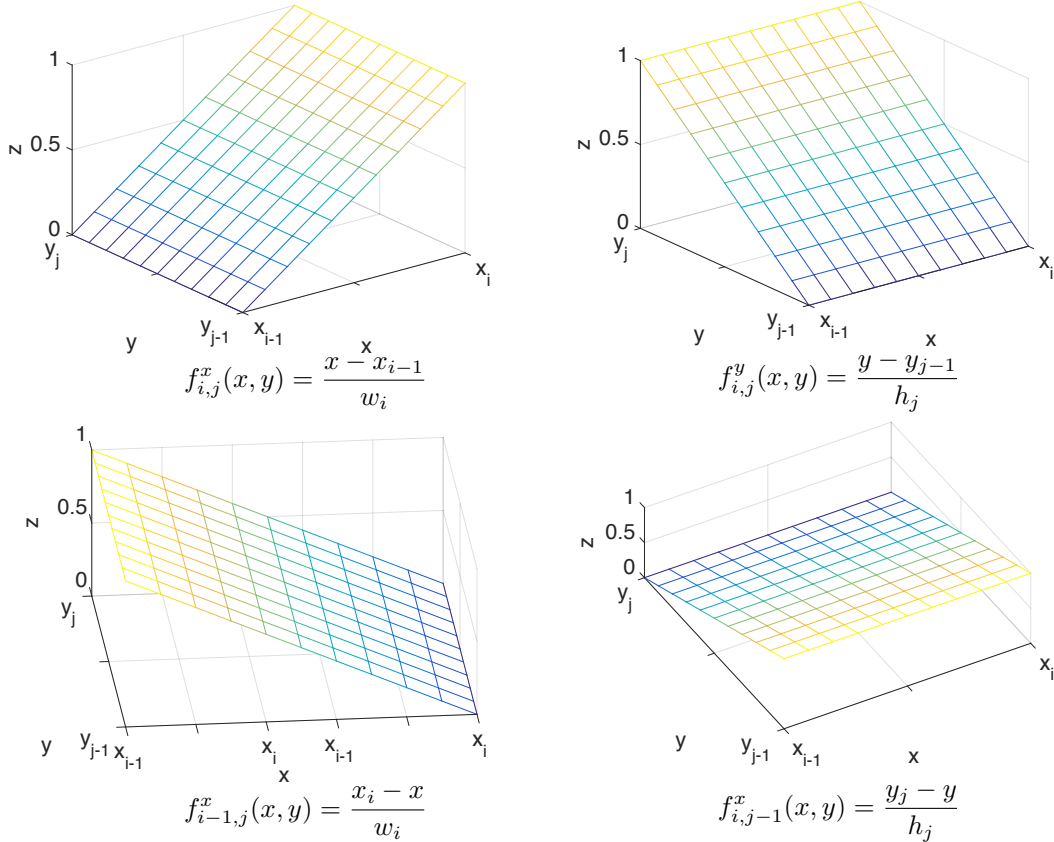 1
0.5
0
z
y_j
y_{j-1}
x_{i-1}
x_i
y
x
f^x_{i,j}(x, y) = \frac{x - x_{i-1}}{w_i}
1
0.5
0
z
y_j
y_{j-1}
x_{i-1}
x_i
y
x
f^y_{i,j}(x, y) = \frac{y - y_{j-1}}{h_j}
1
0.5
0
z
y_j
y
y_{j-1}
x_{i-1}
x_i
x_{i-1}
x_i
x
f^x_{i-1,j}(x, y) = \frac{x_i - x}{w_i}
1
0.5
0
z
y_j
y
y_{j-1}
x_{i-1}
x_i
x
f^x_{i,j-1}(x, y) = \frac{y_j - y}{h_j}